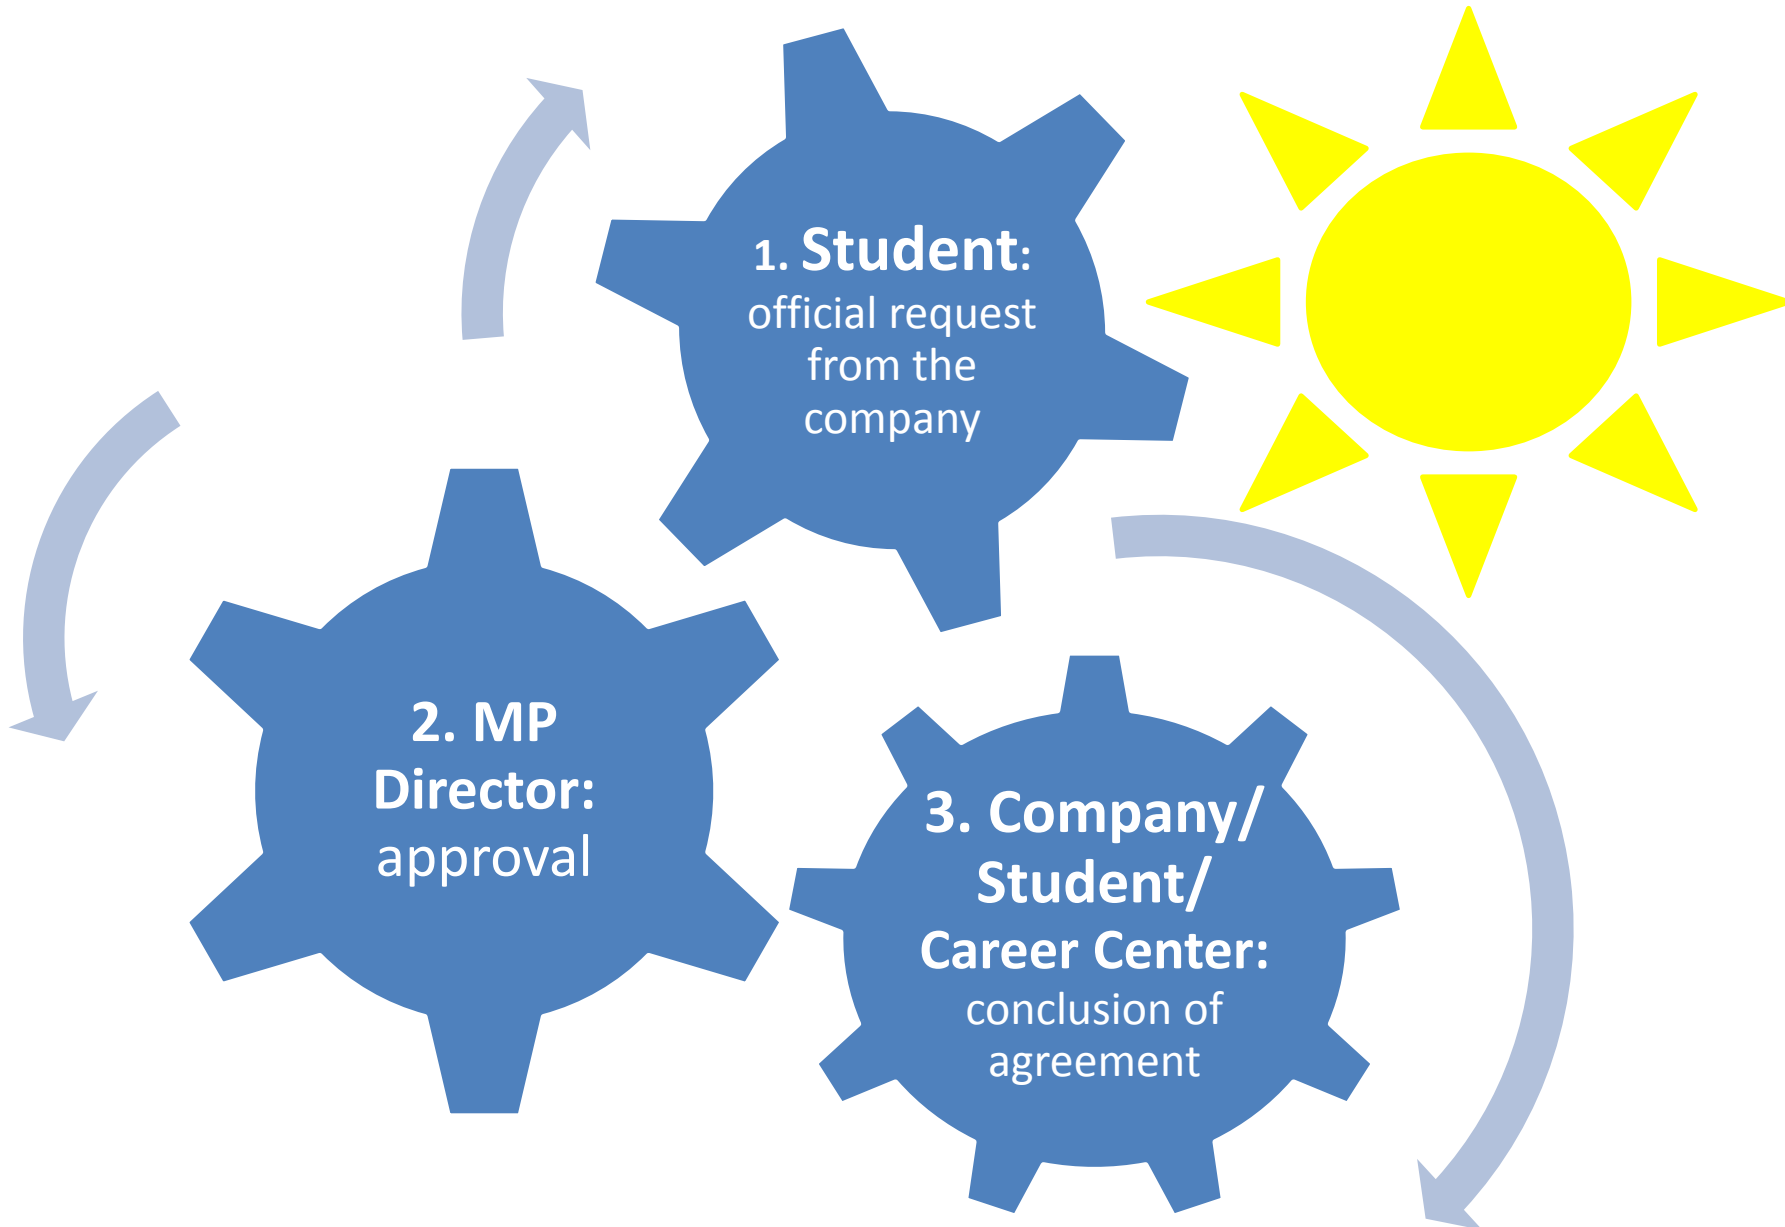 1. Student:
official request
from the
company
2. MP
Director:
approval
3. Company/
Student/
Career Center:
conclusion of
agreement